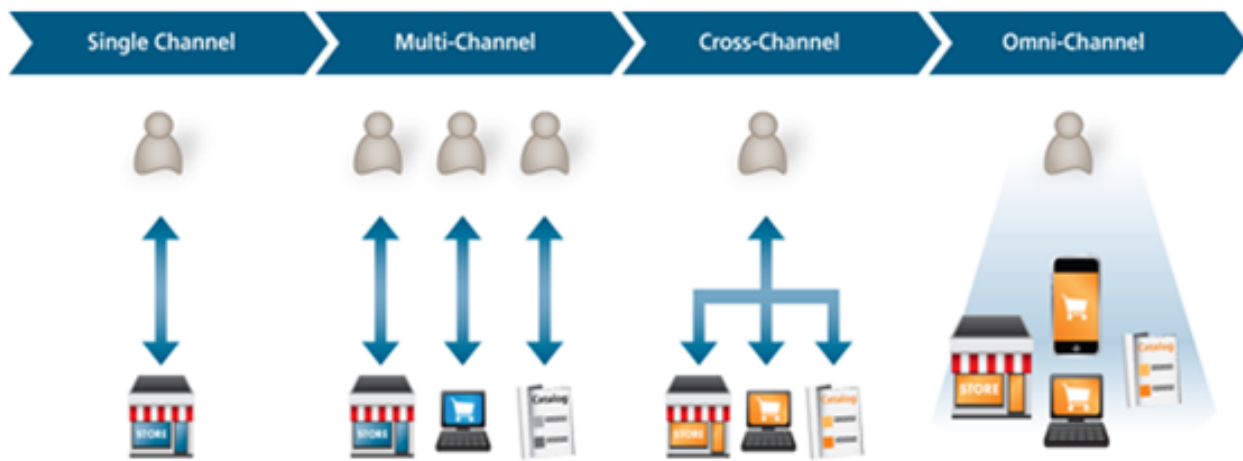 Single Channel
Multi-Channel
Cross-Channel
Omni-Channel
STORE
STORE
Catalog
STORE
Catalog
STORE
Catalog